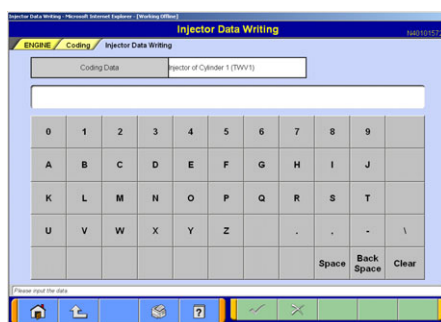 Injector Data Writing - Microsoft Internet Explorer - [Working Offline]
Injector Data Writing
N4010157
ENGINE Coding Injector Data Writing
Coding Data Injector of Cylinder 1 (TWV1)
0 1 2 3 4 5 6 7 8 9
A B C D E F G H I J
K L M N O P Q R S T
U V W X Y Z . . - \
Space Back Space Clear
Please input the data
?